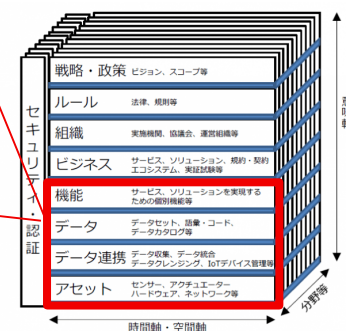 戦略・政策 ビジョン、スコープ等
ルール 法律、規則等
組織 実施機関、協議会、運営組織等
ビジネス サービス、ソリューション、規約・契約
エコシステム、実証試験等
機能 サービス、ソリューションを実現する
ための個別機能等
データ データセット、語彙・コード、
データカタログ等
データ連携 データ収集、データ統合
データクレンジング、IoTデバイス管理等
アセット センサー、アクチュエーター
ハードウェア、ネットワーク等
セキュリティ・認証
時間軸・空間軸
分野等